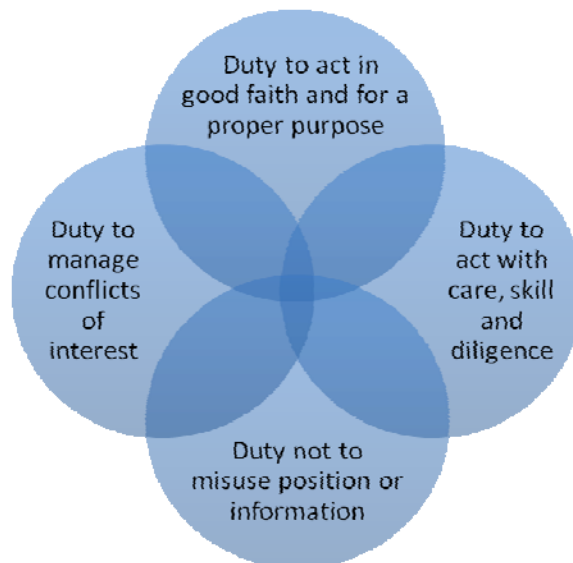 Duty to act in
good faith and for a
proper purpose
Duty to
manage
conflicts
of
interest
Duty to
act with
care, skill
and
diligence
Duty not to
misuse position or
information